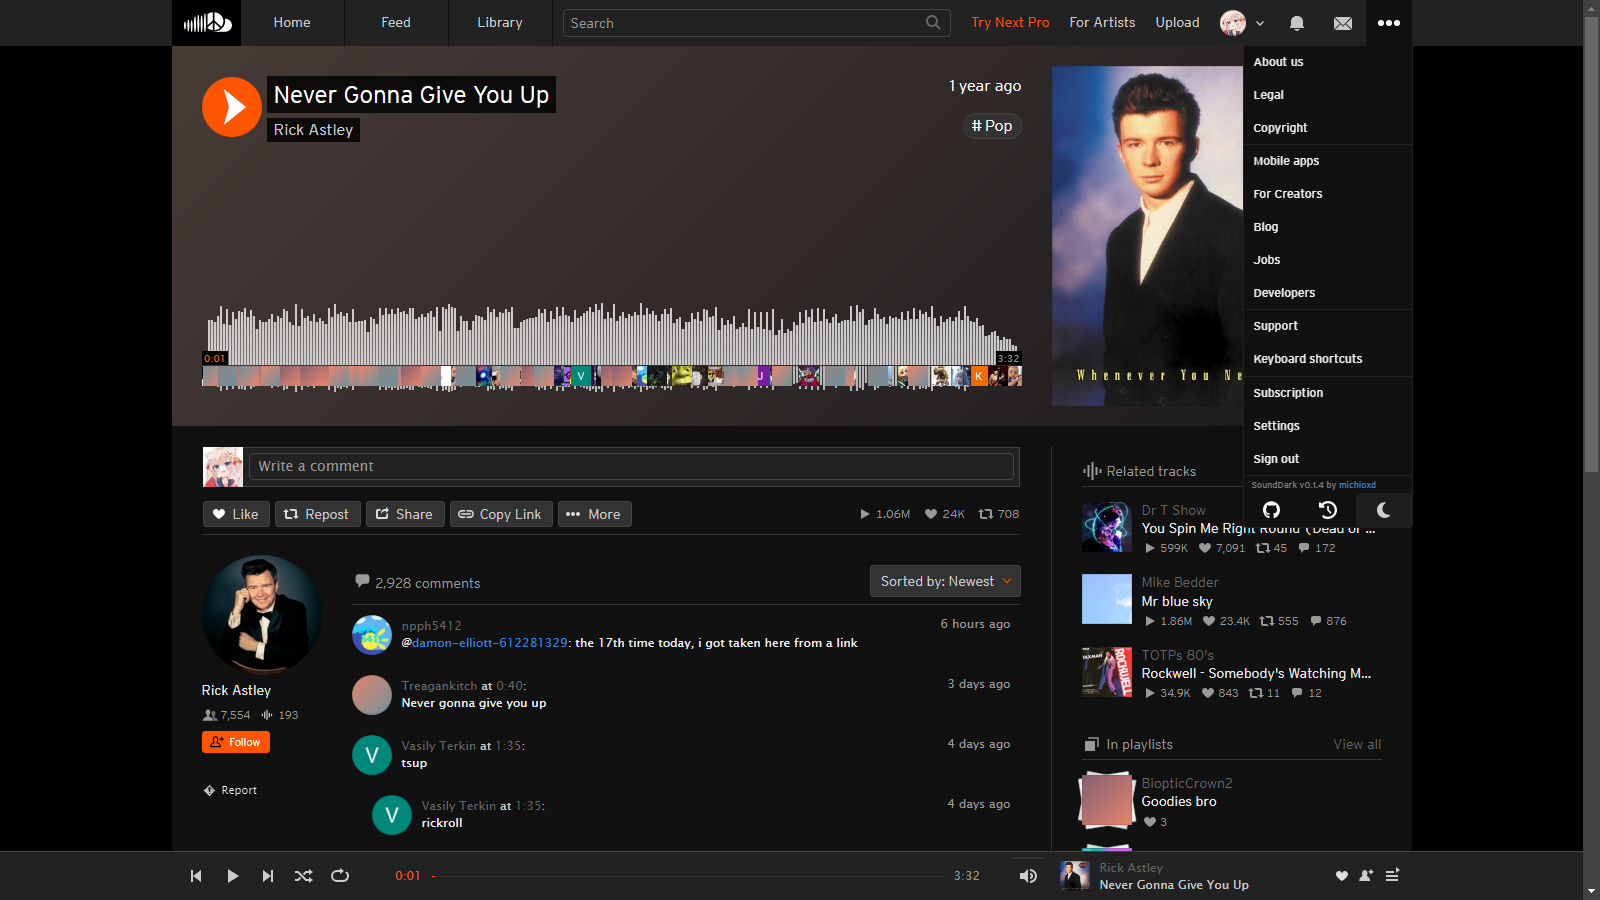 Home
Feed
Library
Search
Try Next Pro
For Artists
Upload
Never Gonna Give You Up
Rick Astley
1 year ago
# Pop
Whenever You Ne
0:01
3:32
V
J
K
About us
Legal
Copyright
Mobile apps
For Creators
Blog
Jobs
Developers
Support
Keyboard shortcuts
Subscription
Settings
Sign out
SoundDark v0.1.4 by michioxd
Write a comment
Like
Repost
Share
Copy Link
More
1.06M
24K
708
Rick Astley
7,554
193
Follow
Report
2,928 comments
Sorted by: Newest
npph5412
6 hours ago
@damon-elliott-612281329: the 17th time today, i got taken here from a link
Treagankitch at 0:40:
3 days ago
Never gonna give you up
V
Vasily Terkin at 1:35:
4 days ago
tsup
V
Vasily Terkin at 1:35:
4 days ago
rickroll
Related tracks
Dr T Show
You Spin Me Right Round (Dead or ...
599K
7,091
45
172
Mike Bedder
Mr blue sky
1.86M
23.4K
555
876
TOTPs 80's
ROCKWELL
Rockwell - Somebody's Watching M...
34.9K
843
11
12
In playlists
View all
BiopticCrown2
Goodies bro
3
0:01
3:32
Rick Astley
Never Gonna Give You Up